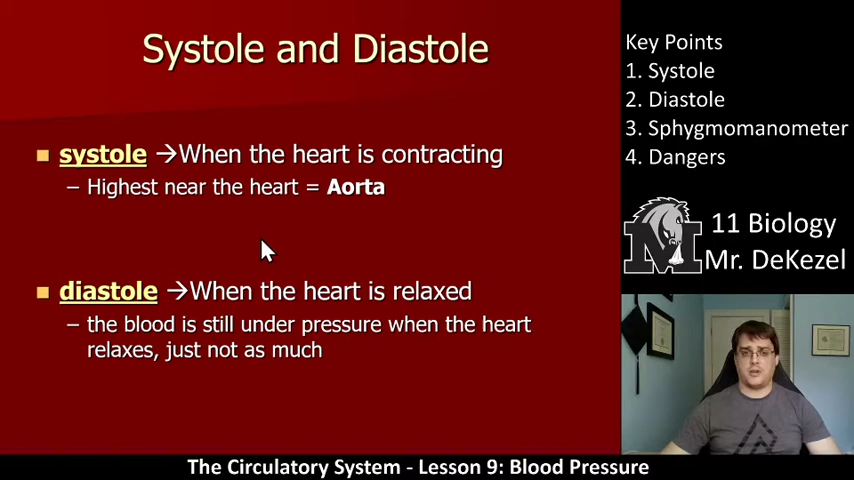 Systole and Diastole
systole →When the heart is contracting
– Highest near the heart = Aorta
diastole →When the heart is relaxed
– the blood is still under pressure when the heart
relaxes, just not as much
Key Points
1. Systole
2. Diastole
3. Sphygmomanometer
4. Dangers
M
11 Biology
Mr. DeKezel
The Circulatory System - Lesson 9: Blood Pressure